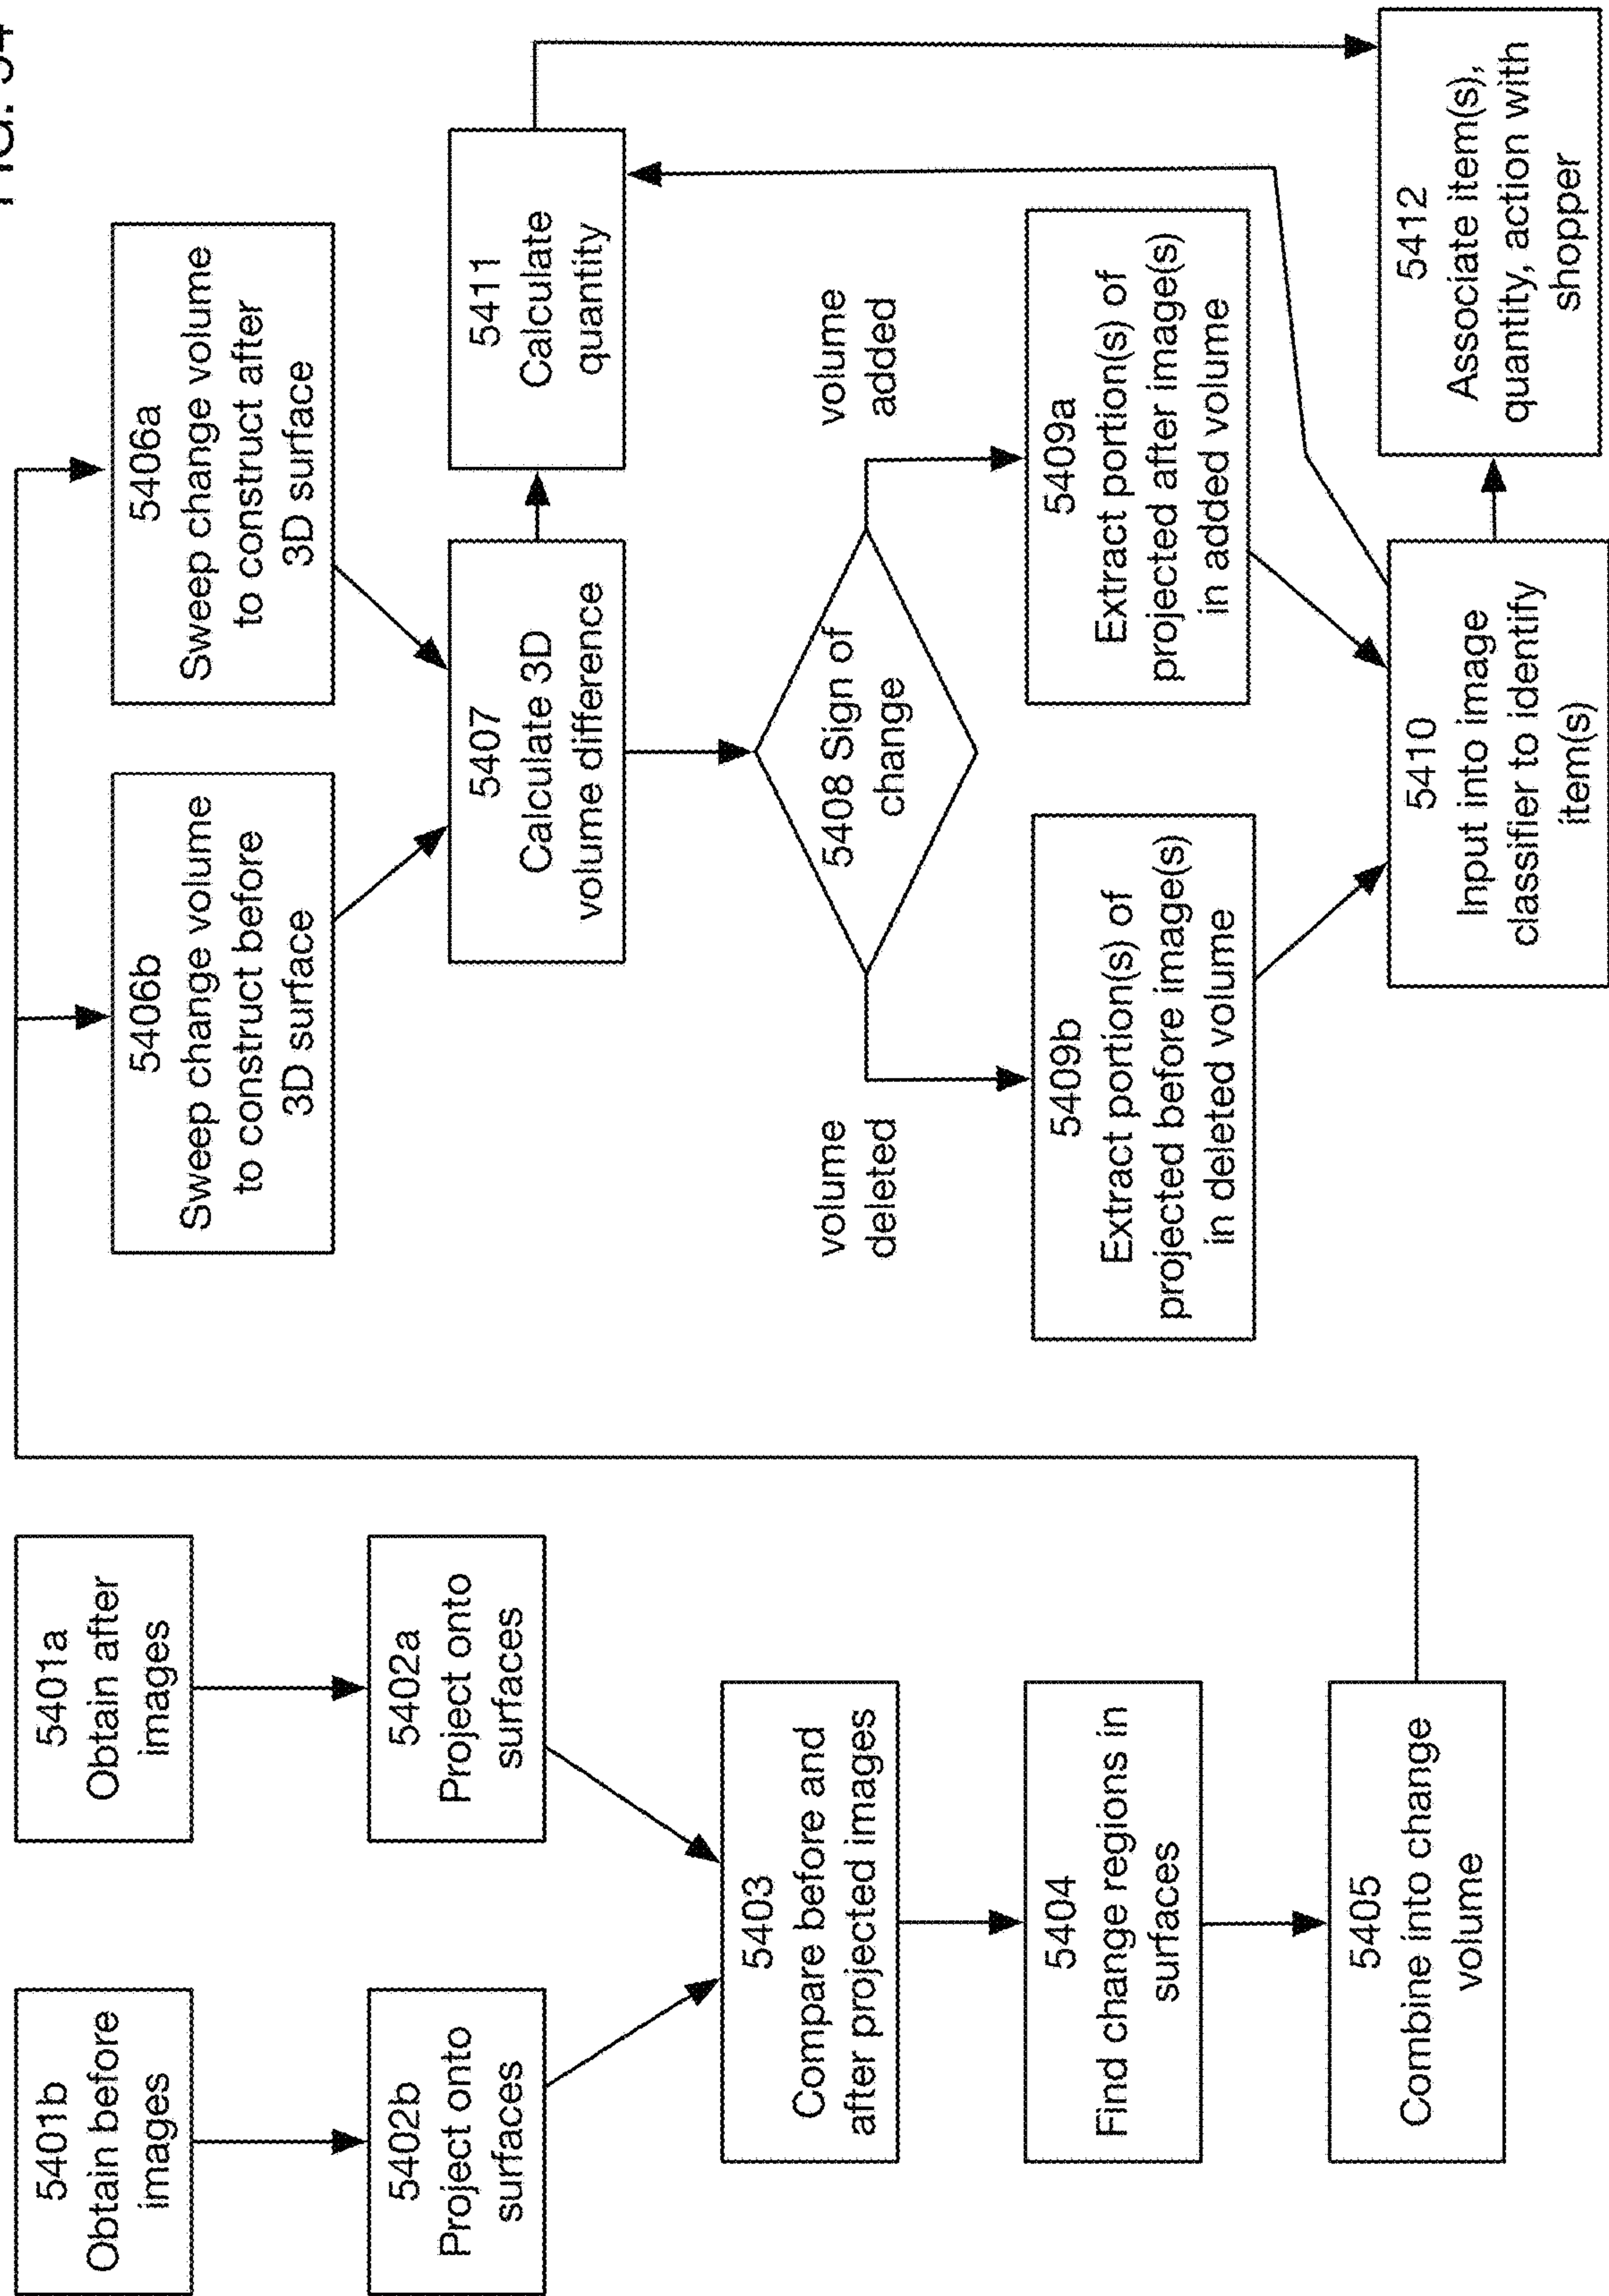 FIG. 54
5401b
Obtain before
images
5401a
Obtain after
images
5402b
Project onto
surfaces
5402a
Project onto
surfaces
5403
Compare before and
after projected images
5404
Find change regions in
surfaces
5405
Combine into change
volume
5406b
Sweep change volume
to construct before
3D surface
5406a
Sweep change volume
to construct after
3D surface
5407
Calculate 3D
volume difference
5411
Calculate
quantity
5408 Sign of
change
volume
deleted
volume
added
5409b
Extract portion(s) of
projected before image(s)
in deleted volume
5409a
Extract portion(s) of
projected after image(s)
in added volume
5410
Input into image
classifier to identify
item(s)
5412
Associate item(s),
quantity, action with
shopper